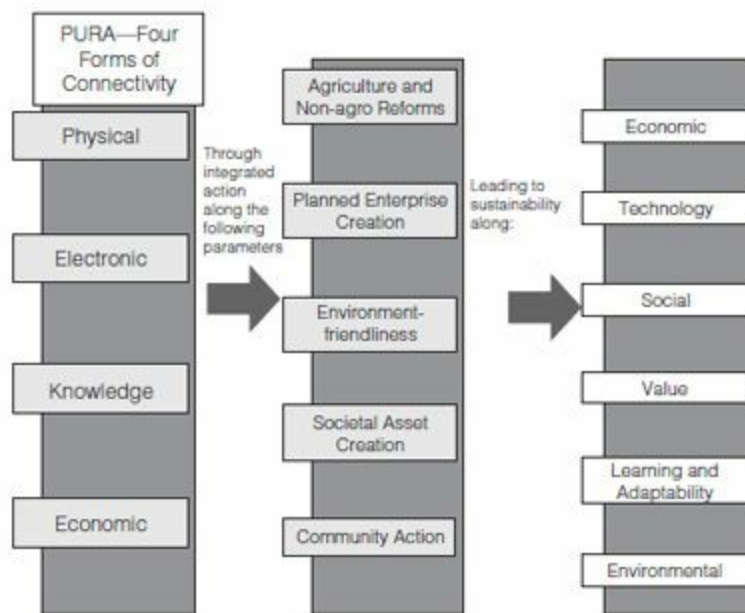 PURA—Four
Forms of
Connectivity
Physical
Electronic
Knowledge
Economic
Through
integrated
action
along the
following
parameters
Agriculture and
Non-agro Reforms
Planned Enterprise
Creation
Environment-
friendliness
Societal Asset
Creation
Community Action
Leading to
sustainability
along:
Economic
Technology
Social
Value
Learning and
Adaptability
Environmental